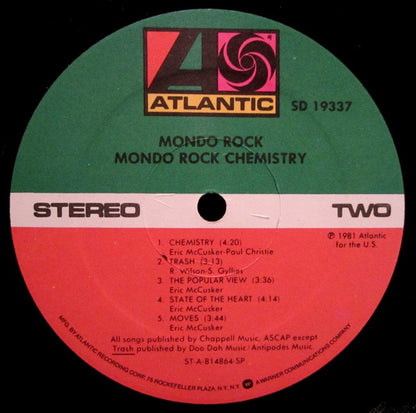 ATLANTIC
SD 19337
MONDO ROCK
MONDO ROCK CHEMISTRY
STEREO
TWO
℗ 1981 Atlantic
for the U.S.
1. CHEMISTRY (4:20)
Eric McCusker-Paul Christie
2. TRASH (3:13)
R. Wilson-S. Gyllies
3. THE POPULAR VIEW (3:36)
Eric McCusker
4. STATE OF THE HEART (4:14)
Eric McCusker
5. MOVES (3:44)
Eric McCusker
All songs published by Chappell Music, ASCAP except
Trash published by Doo Dah Music/Antipodes Music.
ST-A-814864-SP
MFG. BY ATLANTIC RECORDING CORP., 75 ROCKEFELLER PLAZA, N.Y., N.Y. A WARNER COMMUNICATIONS COMPANY